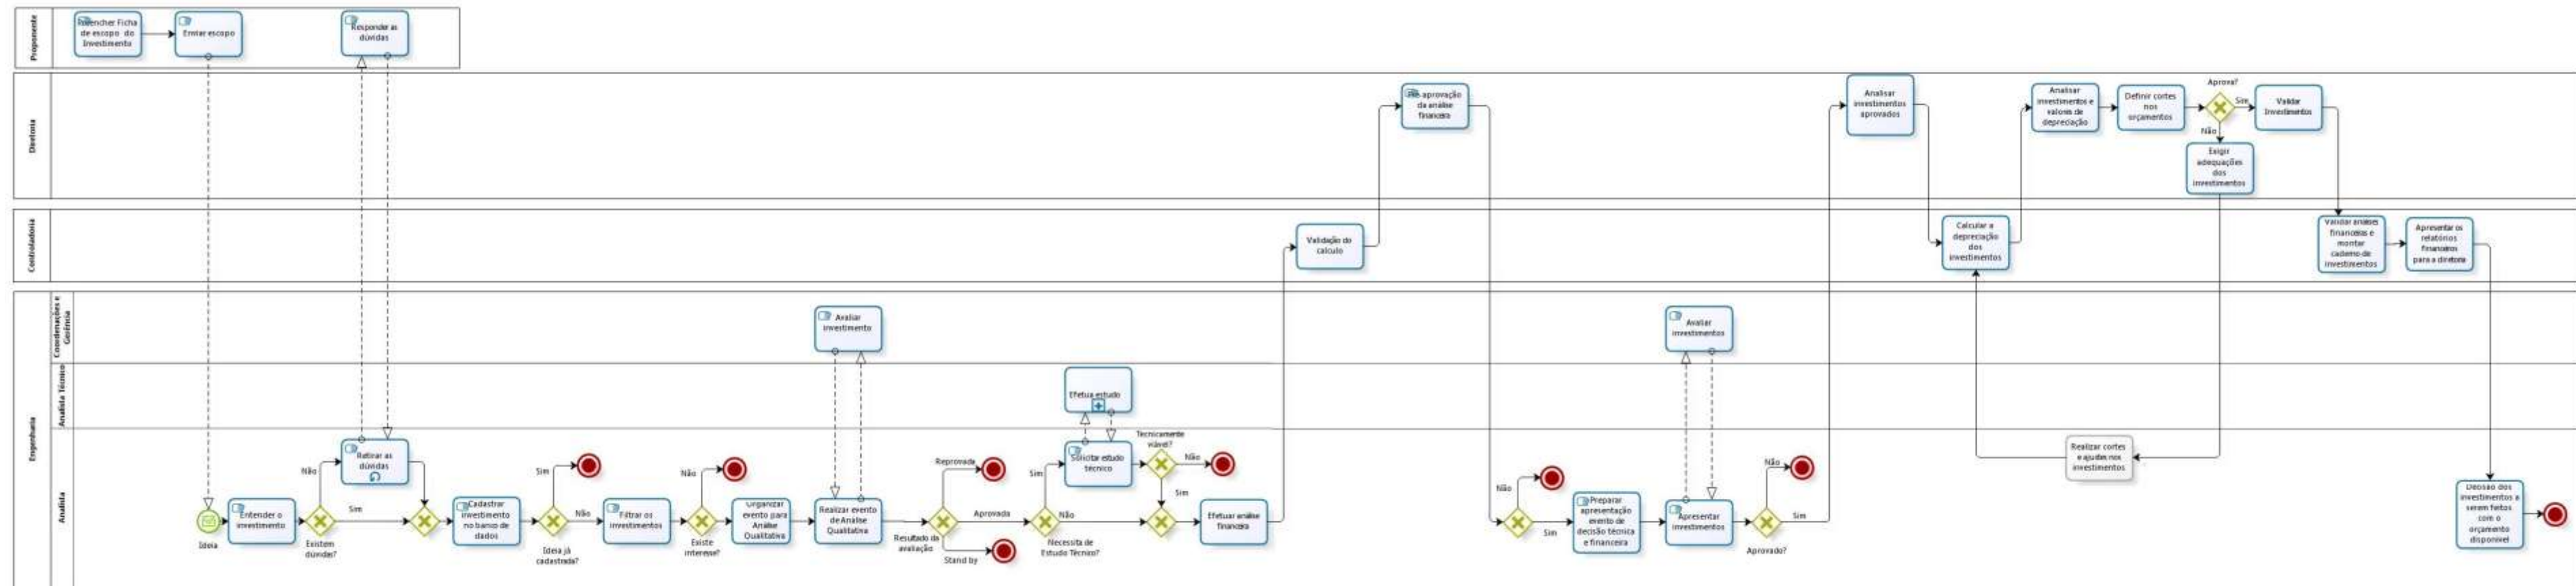 Proponente
Preencher Ficha
de escopo do
Investimento
Enviar escopo
Responder as
dúvidas
Diretoria
aprovação
da análise
financeira
Analisar
investimentos
aprovados
Analisar
investimentos e
valores de
depreciação
Definir cortes
nos
orçamentos
Aprova?
Sim
Não
Validar
Investimentos
Exigir
adequações
dos
investimentos
Controladoria
Validação do
calculo
Calcular a
depreciação
dos
investimentos
Validar análises
financeiras e
montar
caderno de
investimentos
Apresentar os
relatórios
financeiros
para a diretoria
Engenharia
Coordenações e
Gerência
Avaliar
investimento
Avaliar
investimentos
Analista Técnico
Efetua estudo
Analista
Ideia
Entender o
investimento
Existem
dúvidas?
Não
Sim
Retirar as
dúvidas
Cadastrar
investimento
no banco de
dados
Ideia já
cadastrada?
Sim
Não
Filtrar os
investimentos
Existe
interesse?
Não
Organizar
evento para
Análise
Qualitativa
Realizar evento
de Análise
Qualitativa
Resultado da
avaliação
Reprovada
Aprovada
Stand by
Necessita de
Estudo Técnico?
Sim
Não
Solicitar estudo
técnico
Tecnicamente
viável?
Não
Sim
Efetuar análise
financeira
Não
Sim
Preparar
apresentação
evento de
decisão técnica
e financeira
Apresentar
investimentos
Aprovado?
Não
Sim
Realizar cortes
e ajustes nos
investimentos
Decisão dos
investimentos a
serem feitos
com o
orçamento
disponível